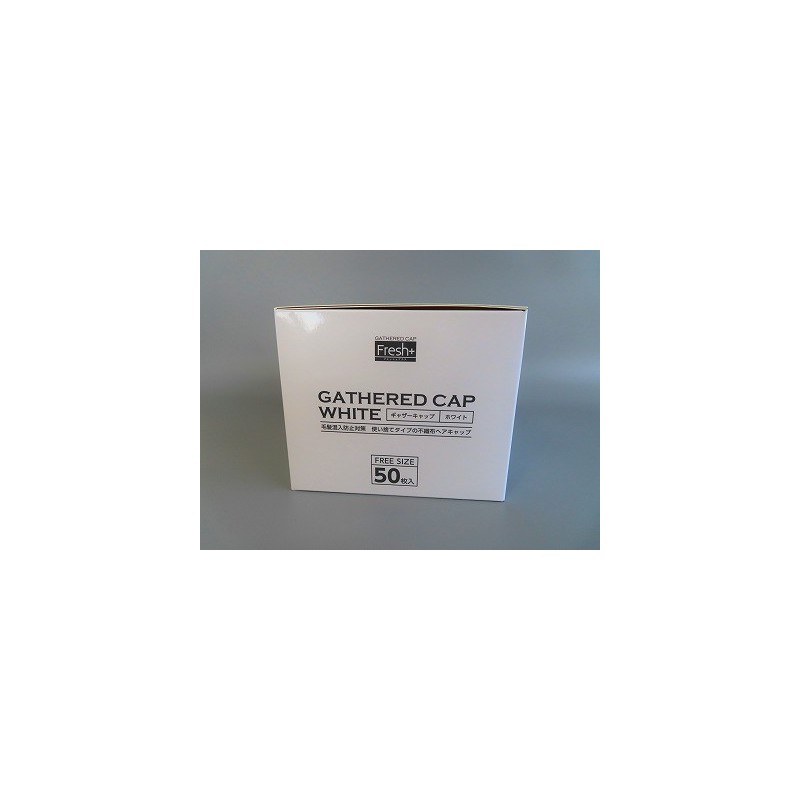 GATHERED CAP
Fresh+
GATHERED CAP
WHITE ギャザーキャップ ホワイト
毛髪混入防止対策 使い捨てタイプの不織布ヘアキャップ
FREE SIZE
50枚入